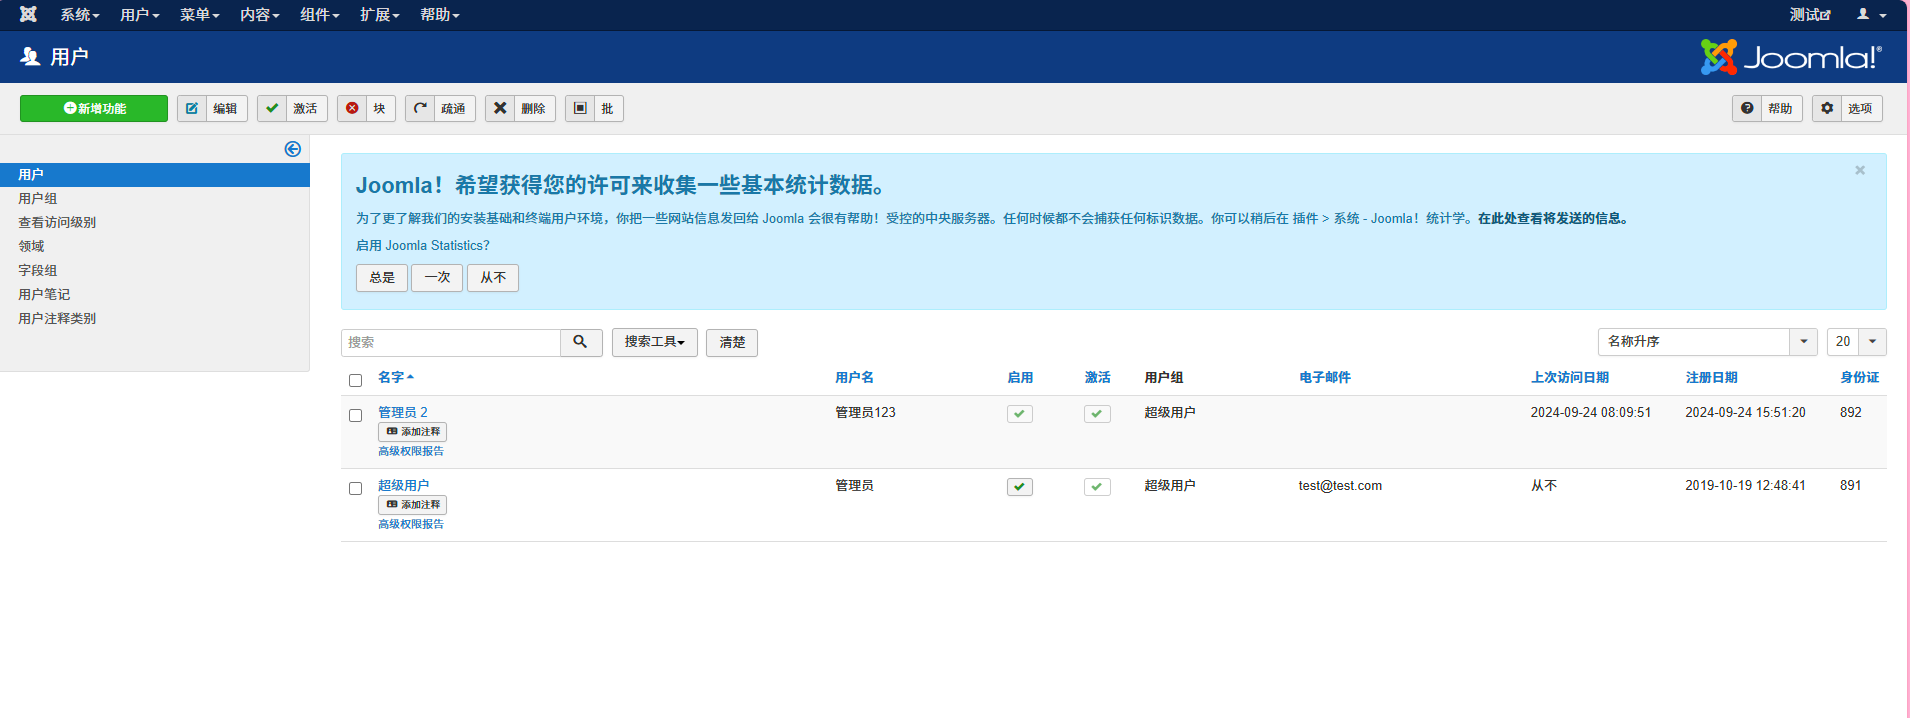 系统 用户 菜单 内容 组件 扩展 帮助 测试
用户 Joomla!®
新增功能 编辑 激活 块 疏通 删除 批 帮助 选项
用户
用户组
查看访问级别
领域
字段组
用户笔记
用户注释类别
Joomla！希望获得您的许可来收集一些基本统计数据。
为了更了解我们的安装基础和终端用户环境，你把一些网站信息发回给 Joomla 会很有帮助！受控的中央服务器。任何时候都不会捕获任何标识数据。你可以稍后在 插件 > 系统 - Joomla！统计学。在此处查看将发送的信息。
启用 Joomla Statistics？
总是 一次 从不
搜索 搜索工具 清楚 名称升序 20
名字 用户名 启用 激活 用户组 电子邮件 上次访问日期 注册日期 身份证
管理员 2 管理员123 超级用户 2024-09-24 08:09:51 2024-09-24 15:51:20 892
添加注释
高级权限报告
超级用户 管理员 超级用户 test@test.com 从不 2019-10-19 12:48:41 891
添加注释
高级权限报告